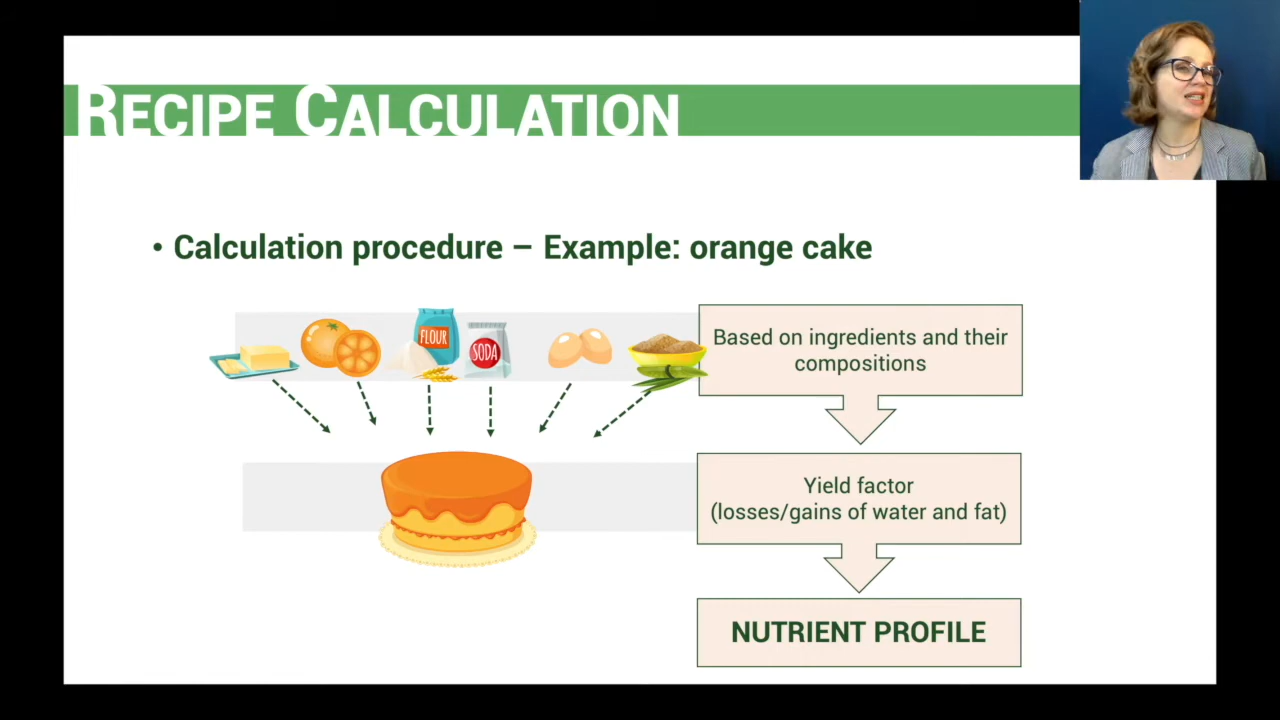 RECIPE CALCULATION
• Calculation procedure – Example: orange cake
FLOUR
SODA
Based on ingredients and their
compositions
Yield factor
(losses/gains of water and fat)
NUTRIENT PROFILE